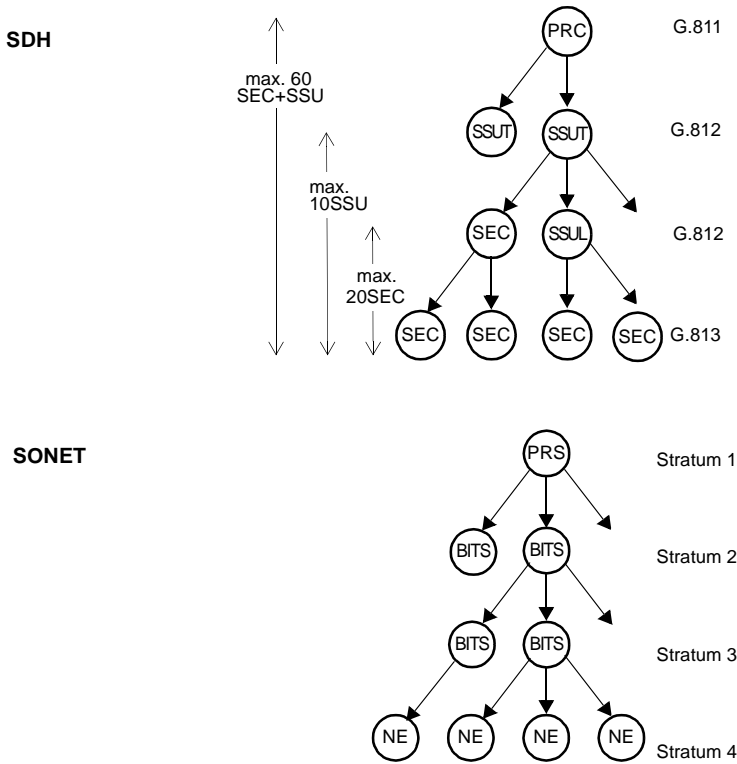 SDH
PRC
G.811
max. 60
SEC+SSU
SSUT
SSUT
G.812
max.
10SSU
SEC
SSUL
G.812
max.
20SEC
SEC
SEC
SEC
SEC
G.813
SONET
PRS
Stratum 1
BITS
BITS
Stratum 2
BITS
BITS
Stratum 3
NE
NE
NE
NE
Stratum 4